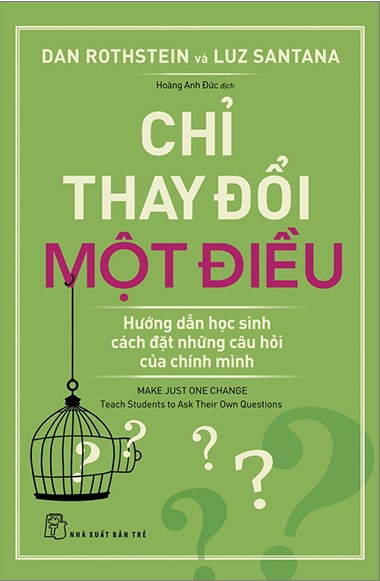 DAN ROTHSTEIN và LUZ SANTANA
Hoàng Anh Đức dịch
CHỈ
THAY ĐỔI
MỘT ĐIỀU
Hướng dẫn học sinh
cách đặt những câu hỏi
của chính mình
MAKE JUST ONE CHANGE
Teach Students to Ask Their Own Questions
? ? ? ? ? ?
NHÀ XUẤT BẢN TRẺ